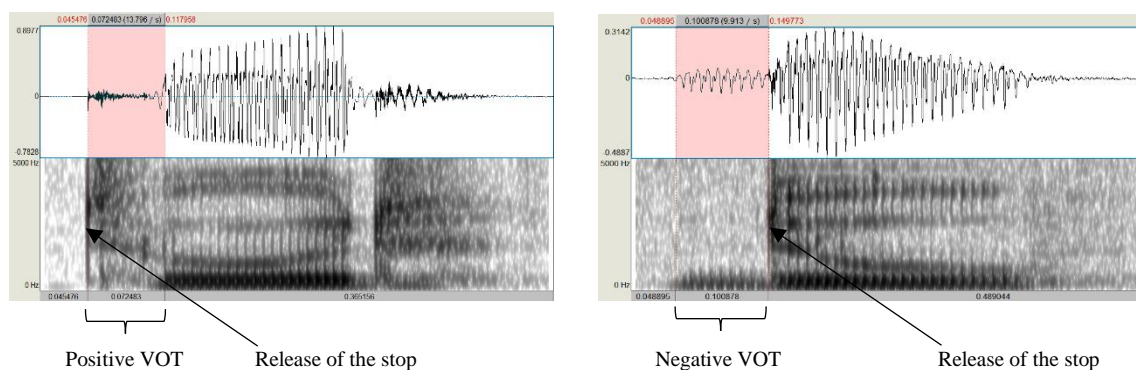 0.045476 0.072483 (13.796 / s) 0.117958
0.8977
0
-0.7828
5000 Hz
0 Hz
0.045476 0.072483 0.365156
Positive VOT Release of the stop
0.048895 0.100878 (9.913 / s) 0.149773
0.3142
0
-0.4887
5000 Hz
0 Hz
0.048895 0.100878 0.489044
Negative VOT Release of the stop